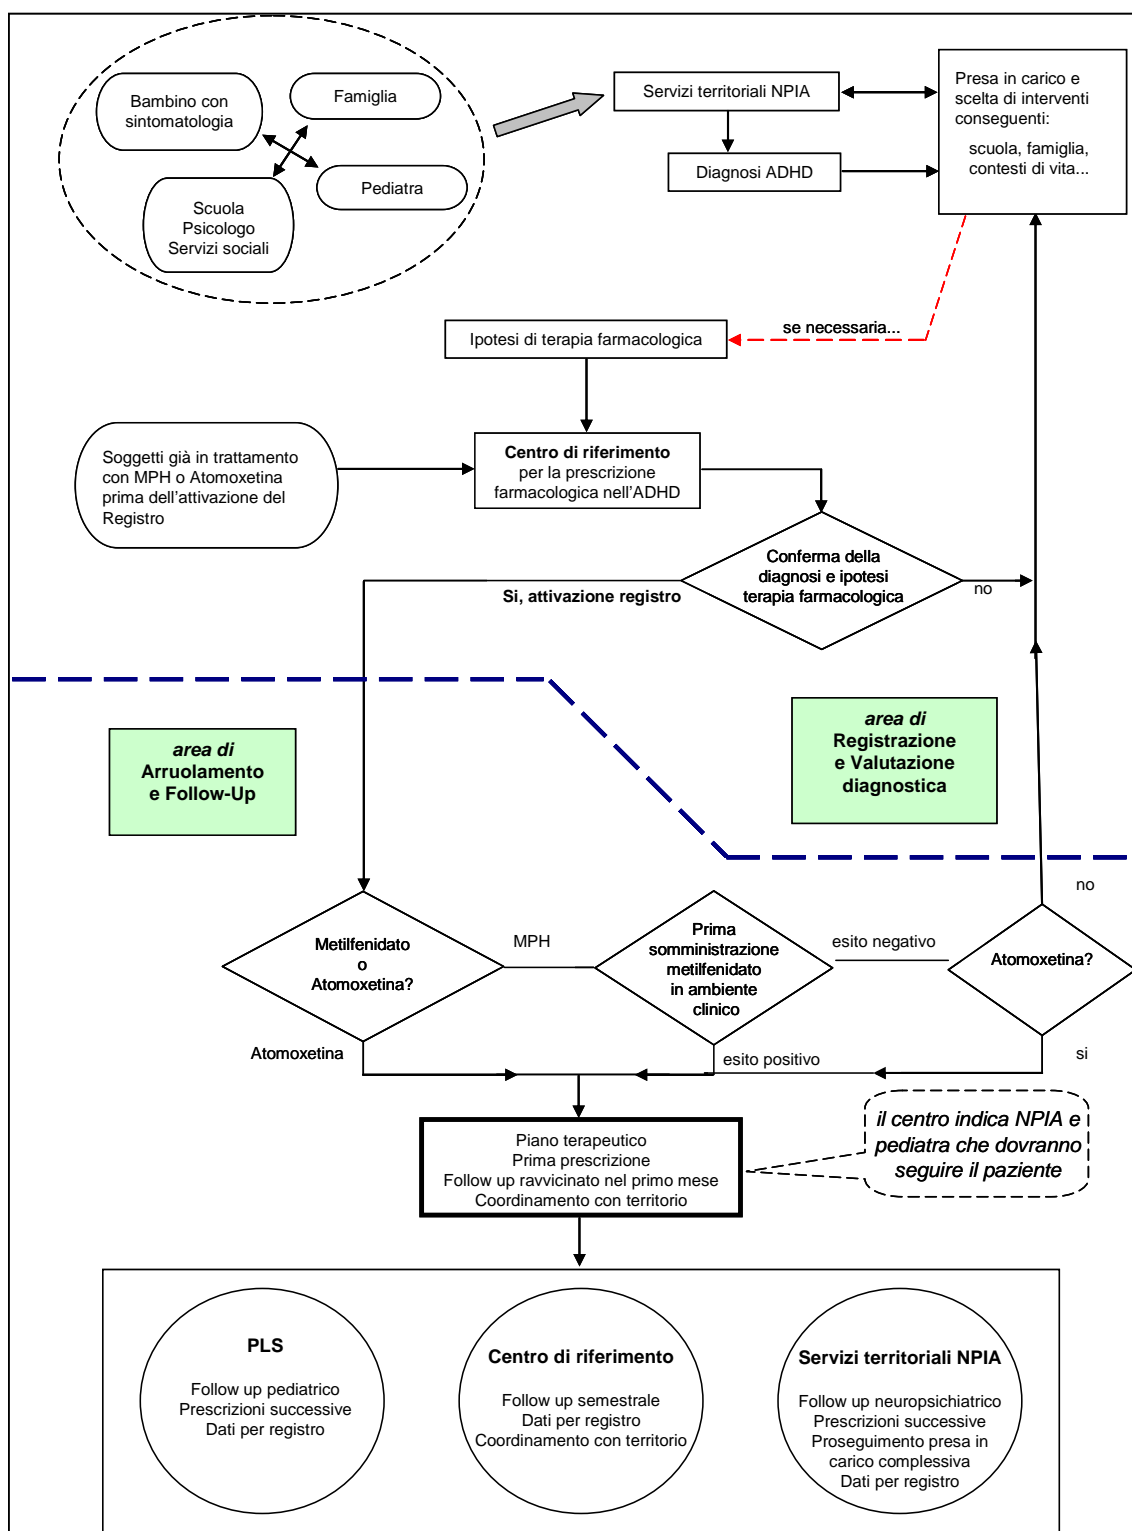 Bambino con
sintomatologia
Famiglia
Pediatra
Scuola
Psicologo
Servizi sociali
Servizi territoriali NPIA
Diagnosi ADHD
Presa in carico e
scelta di interventi
conseguenti:
scuola, famiglia,
contesti di vita...
se necessaria...
Ipotesi di terapia farmacologica
Soggetti già in trattamento
con MPH o Atomoxetina
prima dell'attivazione del
Registro
Centro di riferimento
per la prescrizione
farmacologica nell'ADHD
Conferma della
diagnosi e ipotesi
terapia farmacologica
Si, attivazione registro
no
area di
Arruolamento
e Follow-Up
area di
Registrazione
e Valutazione
diagnostica
Metilfenidato
o
Atomoxetina?
MPH
Prima
somministrazione
metilfenidato
in ambiente
clinico
esito negativo
Atomoxetina?
no
Atomoxetina
esito positivo
si
Piano terapeutico
Prima prescrizione
Follow up ravvicinato nel primo mese
Coordinamento con territorio
il centro indica NPIA e
pediatra che dovranno
seguire il paziente
PLS
Follow up pediatrico
Prescrizioni successive
Dati per registro
Centro di riferimento
Follow up semestrale
Dati per registro
Coordinamento con territorio
Servizi territoriali NPIA
Follow up neuropsichiatrico
Prescrizioni successive
Proseguimento presa in
carico complessiva
Dati per registro